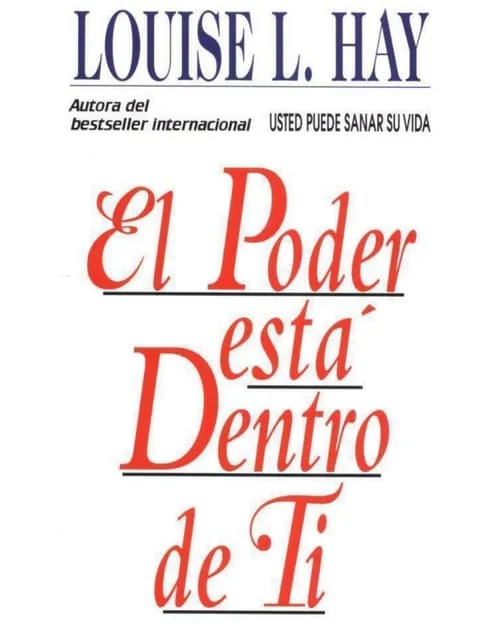 LOUISE L. HAY
Autora del
bestseller internacional USTED PUEDE SANAR SU VIDA
El Poder
está
Dentro
de Ti